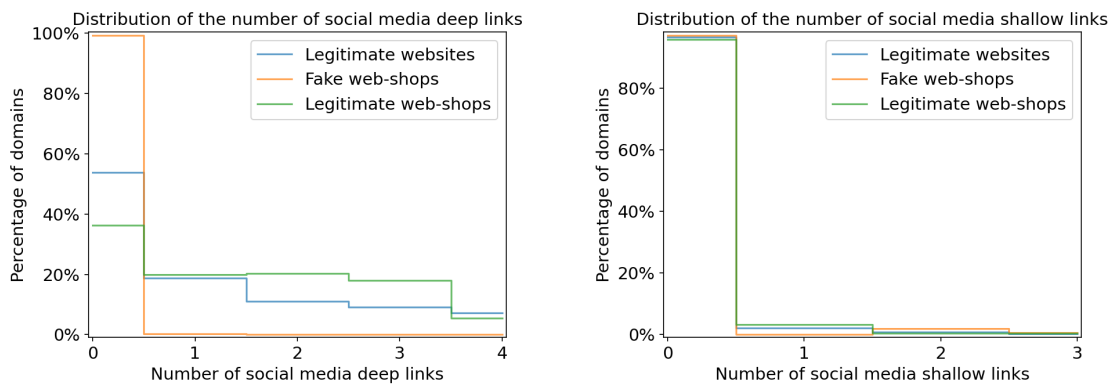 Distribution of the number of social media deep links
100%
80%
60%
40%
20%
0%
Percentage of domains
Legitimate websites
Fake web-shops
Legitimate web-shops
0 1 2 3 4
Number of social media deep links
Distribution of the number of social media shallow links
80%
60%
40%
20%
0%
Percentage of domains
Legitimate websites
Fake web-shops
Legitimate web-shops
0 1 2 3
Number of social media shallow links